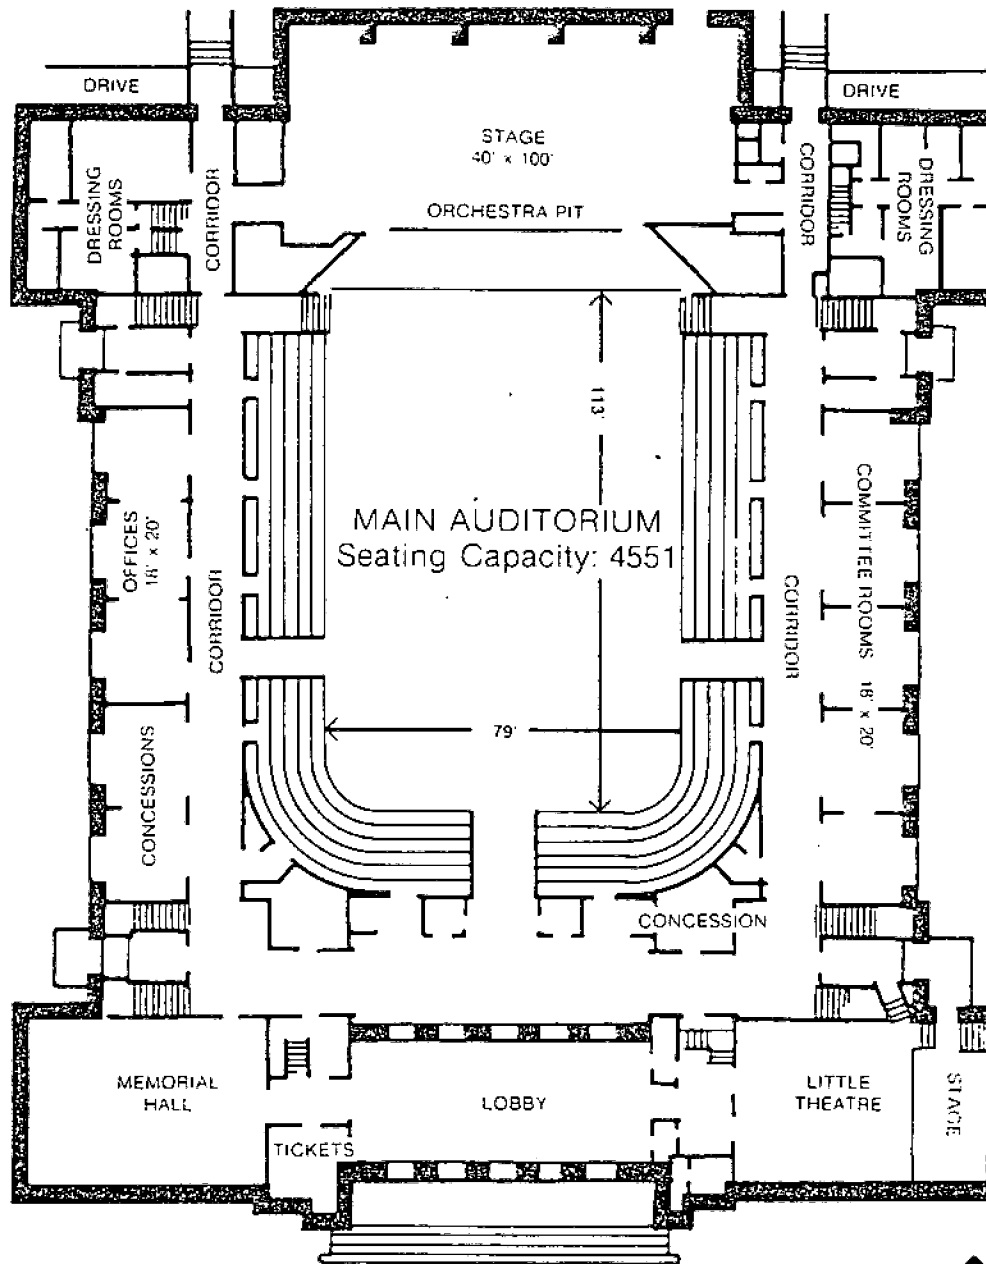 DRIVE
DRIVE
STAGE
40' x 100'
ORCHESTRA PIT
DRESSING
ROOMS
CORRIDOR
CORRIDOR
DRESSING
ROOMS
113'
MAIN AUDITORIUM
Seating Capacity: 4551
OFFICES
18' x 20'
CORRIDOR
CORRIDOR
COMMITTEE ROOMS 18' x 20'
79'
CONCESSIONS
CONCESSION
MEMORIAL
HALL
LOBBY
LITTLE
THEATRE
STAGE
TICKETS